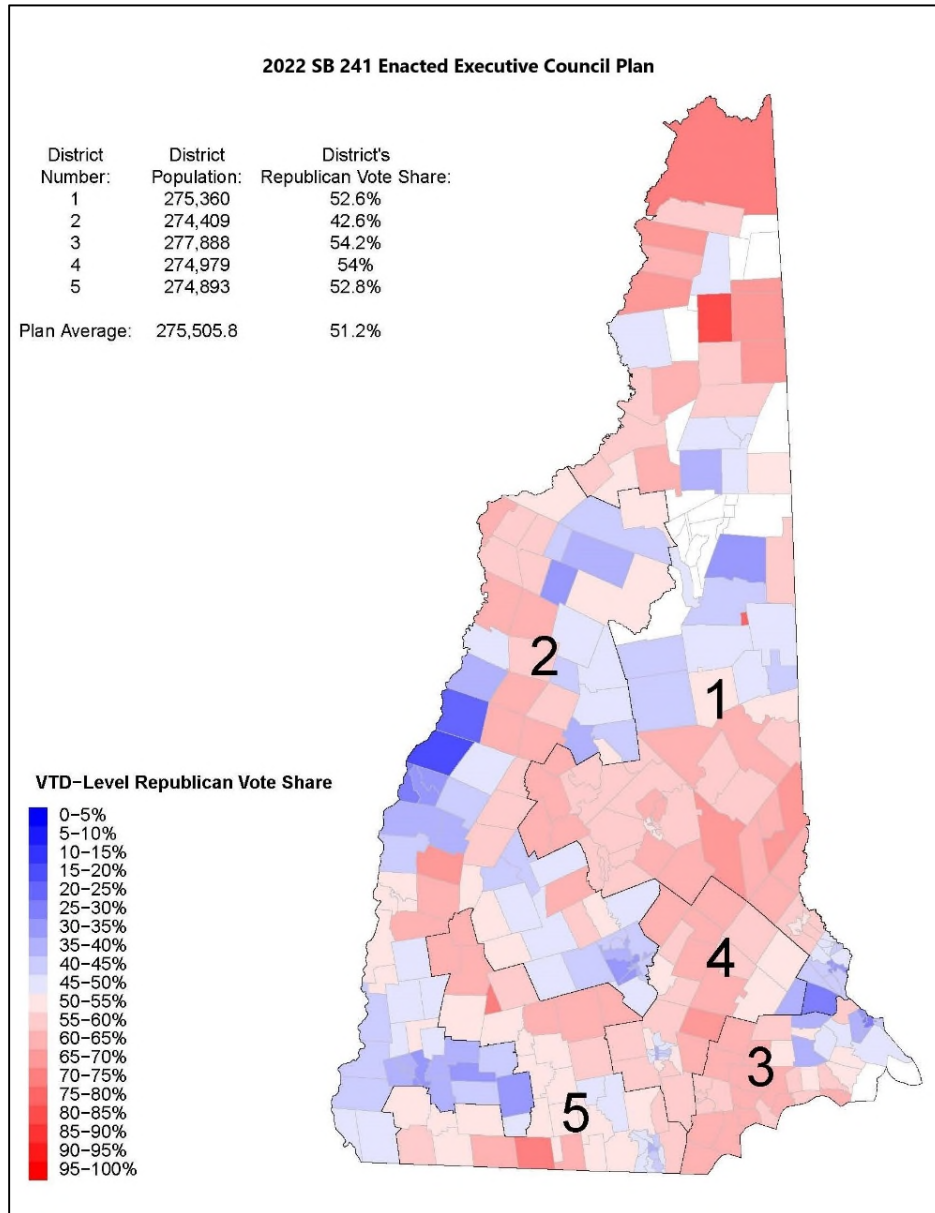 2022 SB 241 Enacted Executive Council Plan
District District District's
Number: Population: Republican Vote Share:
1 275,360 52.6%
2 274,409 42.6%
3 277,888 54.2%
4 274,979 54%
5 274,893 52.8%
Plan Average: 275,505.8 51.2%
2
1
VTD-Level Republican Vote Share
0-5%
5-10%
10-15%
15-20%
20-25%
25-30%
30-35%
35-40%
40-45%
45-50%
50-55%
55-60%
60-65%
65-70%
70-75%
75-80%
80-85%
85-90%
90-95%
95-100%
4
3
5